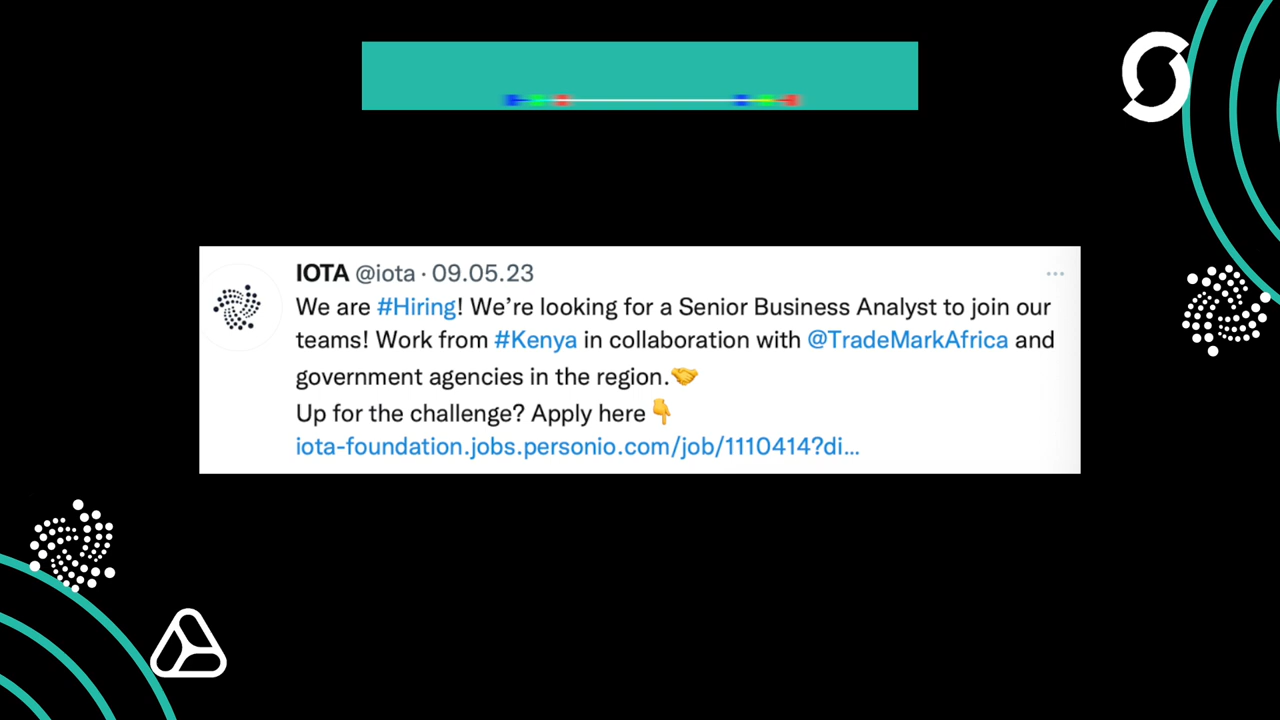 IOTA @iota · 09.05.23
We are #Hiring! We’re looking for a Senior Business Analyst to join our
teams! Work from #Kenya in collaboration with @TradeMarkAfrica and
government agencies in the region.🤝
Up for the challenge? Apply here👇
iota-foundation.jobs.personio.com/job/1110414?di...